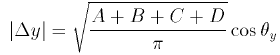 |Δy| = √((A + B + C + D)/π) cos θ_y